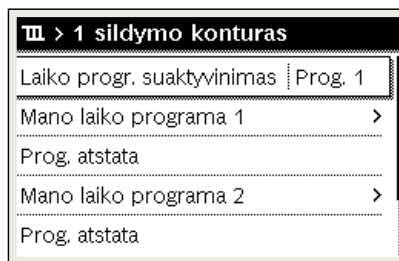 > 1 sildymo konturas
Laiko progr. suaktyvinimas Prog. 1
Mano laiko programa 1 >
Prog. atstata
Mano laiko programa 2 >
Prog. atstata